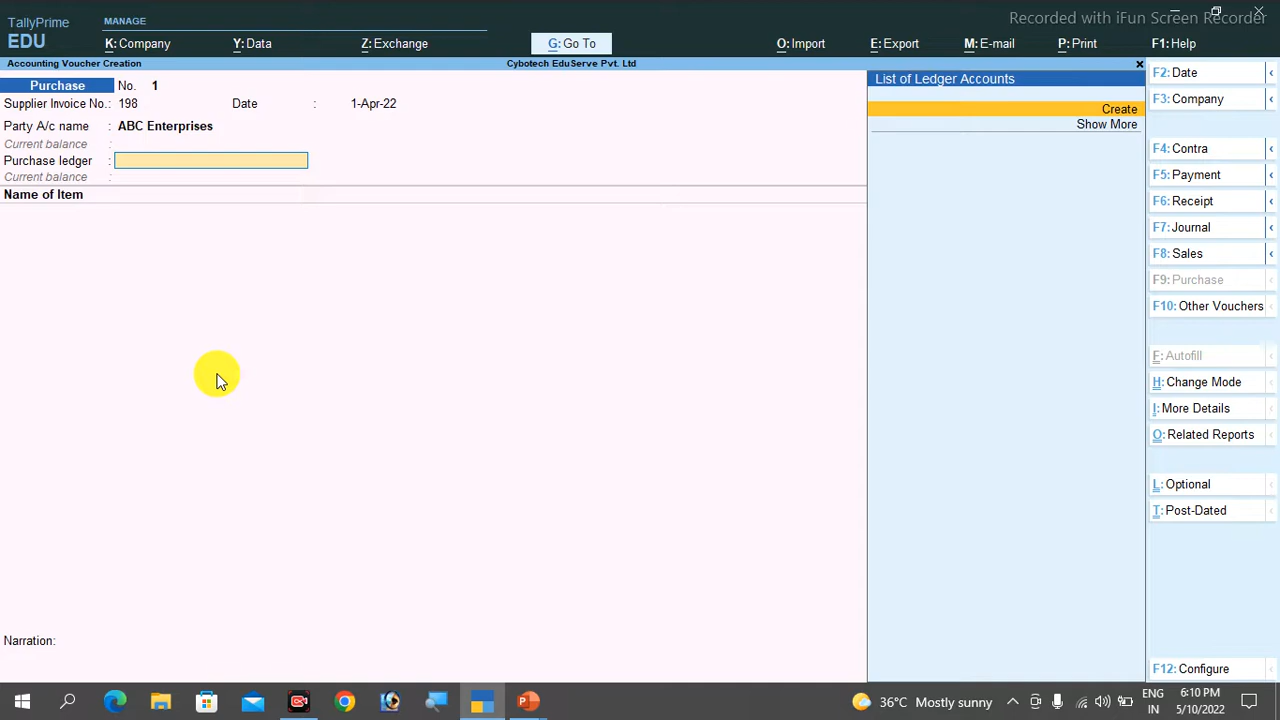 Recorded with iFun Screen Recorder
TallyPrime
EDU
MANAGE
K: Company
Y: Data
Z: Exchange
G: Go To
O: Import
E: Export
M: E-mail
P: Print
F1: Help
Accounting Voucher Creation
Cybotech EduServe Pvt. Ltd
Purchase No. 1
Supplier Invoice No.: 198 Date : 1-Apr-22
Party A/c name : ABC Enterprises
Current balance :
Purchase ledger :
Current balance :
Name of Item
Narration:
List of Ledger Accounts
Create
Show More
F2: Date
F3: Company
F4: Contra
F5: Payment
F6: Receipt
F7: Journal
F8: Sales
F9: Purchase
F10: Other Vouchers
F: Autofill
H: Change Mode
I: More Details
O: Related Reports
L: Optional
T: Post-Dated
F12: Configure
36°C Mostly sunny
ENG
IN
6:10 PM
5/10/2022